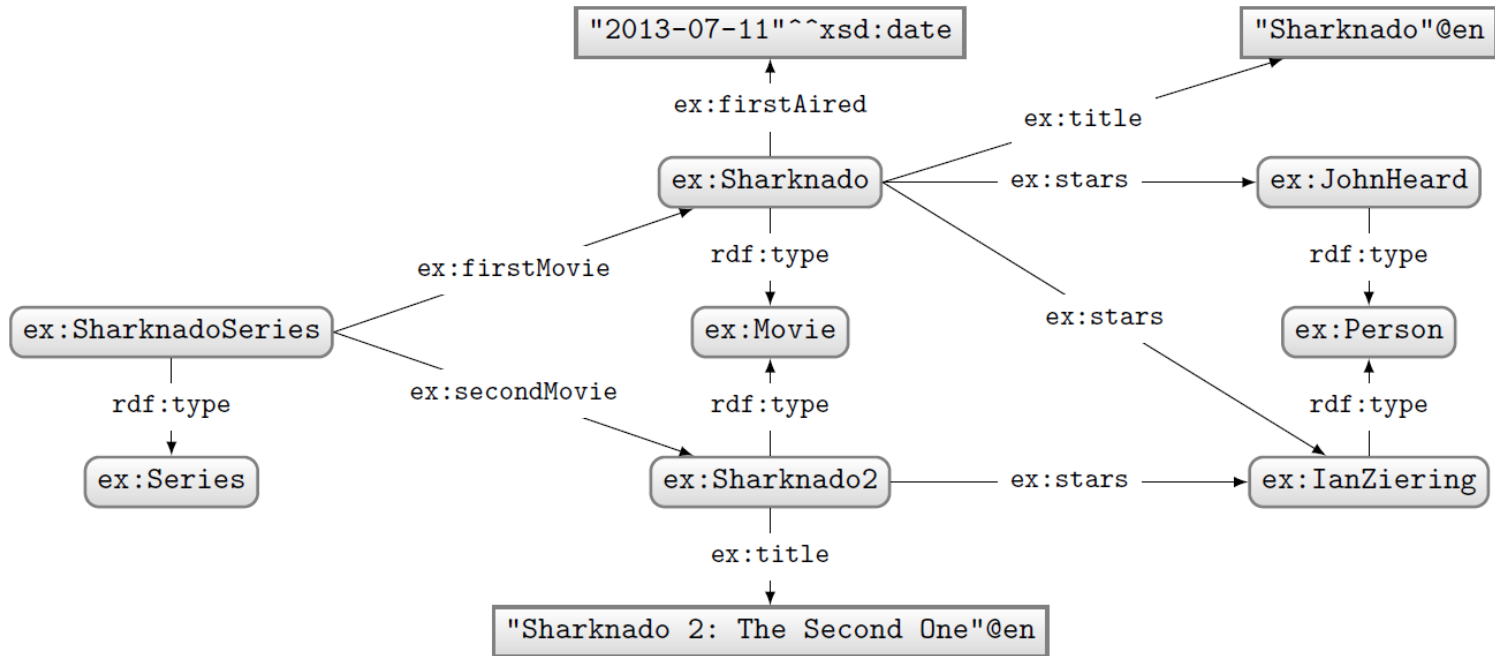 "2013-07-11"^^xsd:date
"Sharknado"@en
ex:firstAired
ex:title
ex:Sharknado
ex:stars
ex:JohnHeard
rdf:type
rdf:type
ex:firstMovie
ex:SharknadoSeries
ex:Movie
ex:stars
ex:Person
ex:secondMovie
rdf:type
rdf:type
rdf:type
ex:Series
ex:Sharknado2
ex:stars
ex:IanZiering
ex:title
"Sharknado 2: The Second One"@en